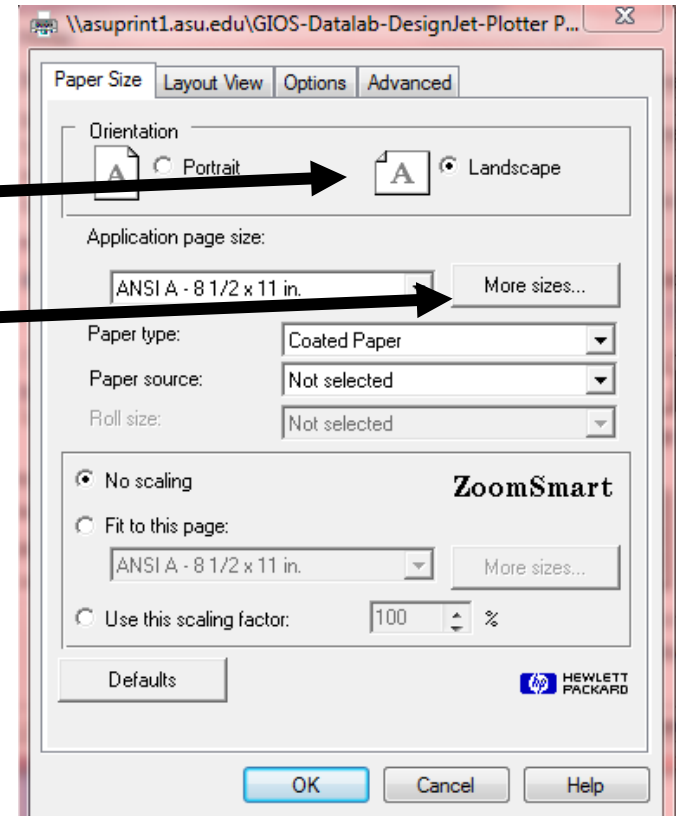 \\asuprint1.asu.edu\GIOS-Datalab-DesignJet-Plotter P...
Paper Size Layout View Options Advanced
Orientation
A Portrait A Landscape
Application page size:
ANSI A - 8 1/2 x 11 in. More sizes...
Paper type: Coated Paper
Paper source: Not selected
Roll size: Not selected
No scaling ZoomSmart
Fit to this page:
ANSI A - 8 1/2 x 11 in. More sizes...
Use this scaling factor: 100 %
Defaults hp HEWLETT
PACKARD
OK Cancel Help